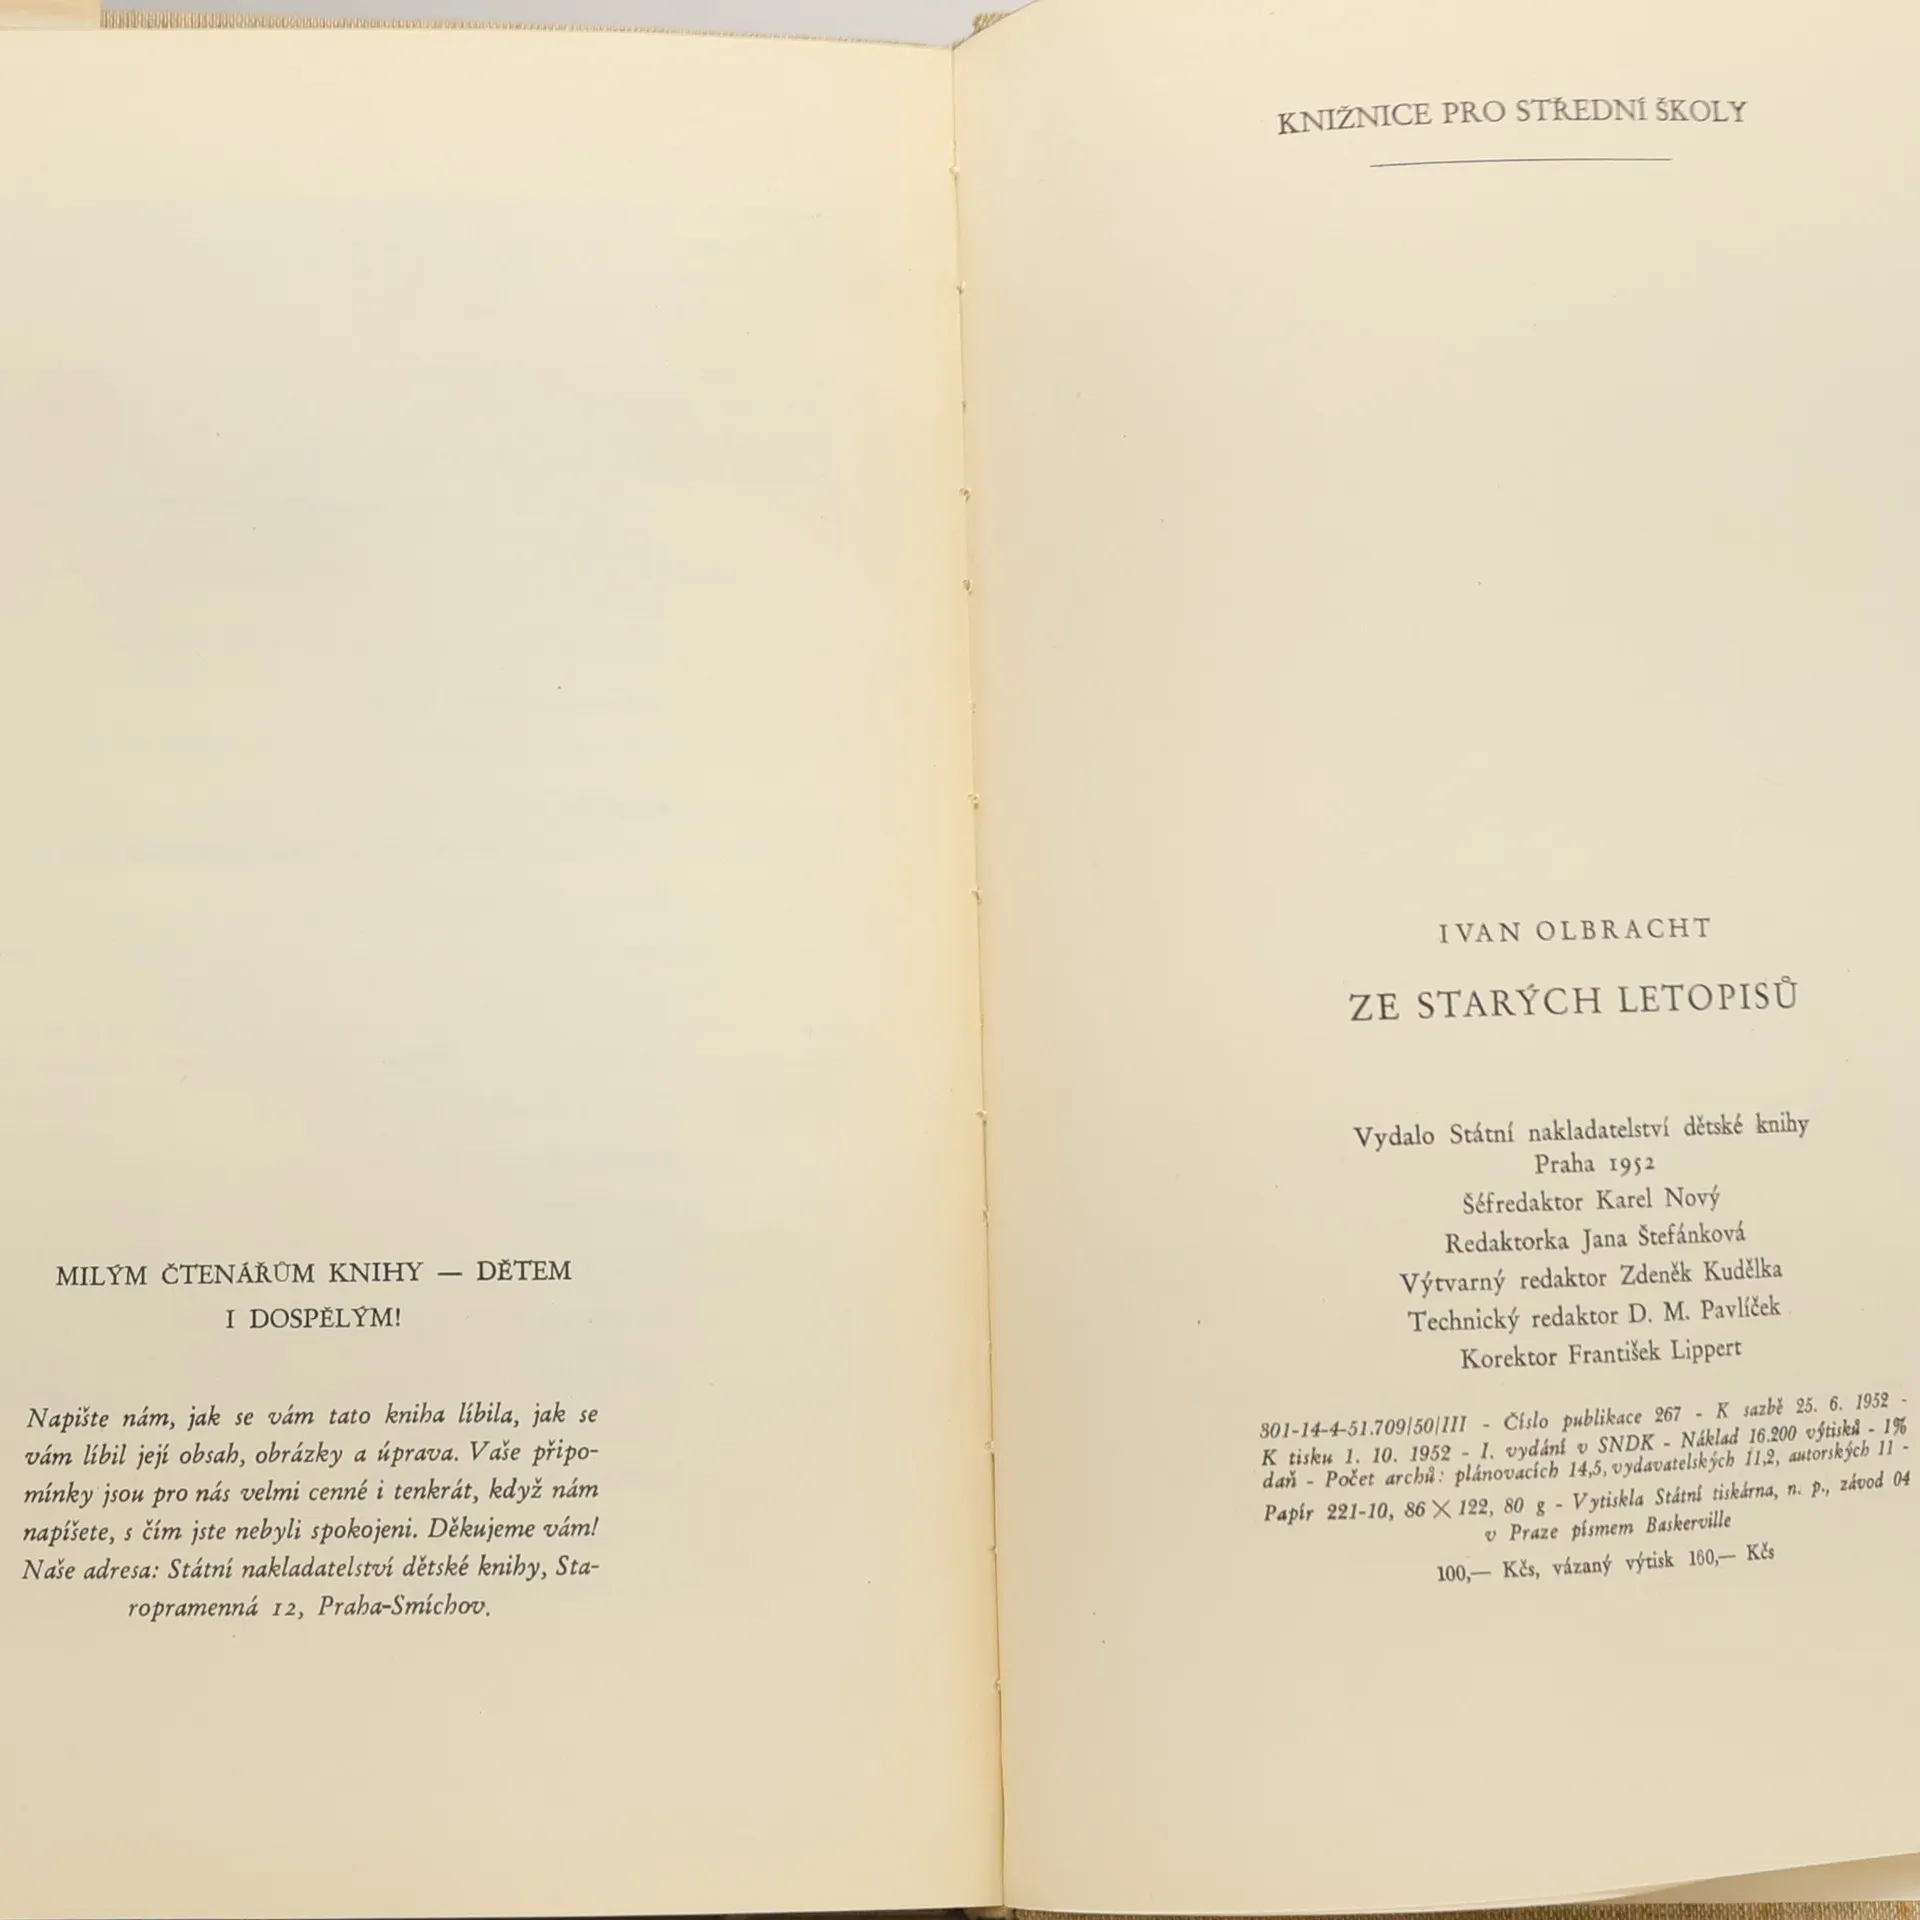 MILÝM ČTENÁŘŮM KNIHY — DĚTEM
I DOSPĚLÝM!
Napište nám, jak se vám tato kniha líbila, jak se
vám líbil její obsah, obrázky a úprava. Vaše připo-
mínky jsou pro nás velmi cenné i tenkrát, když nám
napíšete, s čím jste nebyli spokojeni. Děkujeme vám!
Naše adresa: Státní nakladatelství dětské knihy, Sta-
ropramenná 12, Praha-Smíchov.
KNIŽNICE PRO STŘEDNÍ ŠKOLY
IVAN OLBRACHT
ZE STARÝCH LETOPISŮ
Vydalo Státní nakladatelství dětské knihy
Praha 1952
Šéfredaktor Karel Nový
Redaktorka Jana Štefánková
Výtvarný redaktor Zdeněk Kudělka
Technický redaktor D. M. Pavlíček
Korektor František Lippert
301-14-4-51.709/50/III - Číslo publikace 267 - K sazbě 25. 6. 1952 -
K tisku 1. 10. 1952 - I. vydání v SNDK - Náklad 16.200 výtisků - 1%
daň - Počet archů: plánovacích 14,5, vydavatelských 11,2, autorských 11 -
Papír 221-10, 86 × 122, 80 g - Vytiskla Státní tiskárna, n. p., závod 04
v Praze písmem Baskerville
100,— Kčs, vázaný výtisk 160,— Kčs